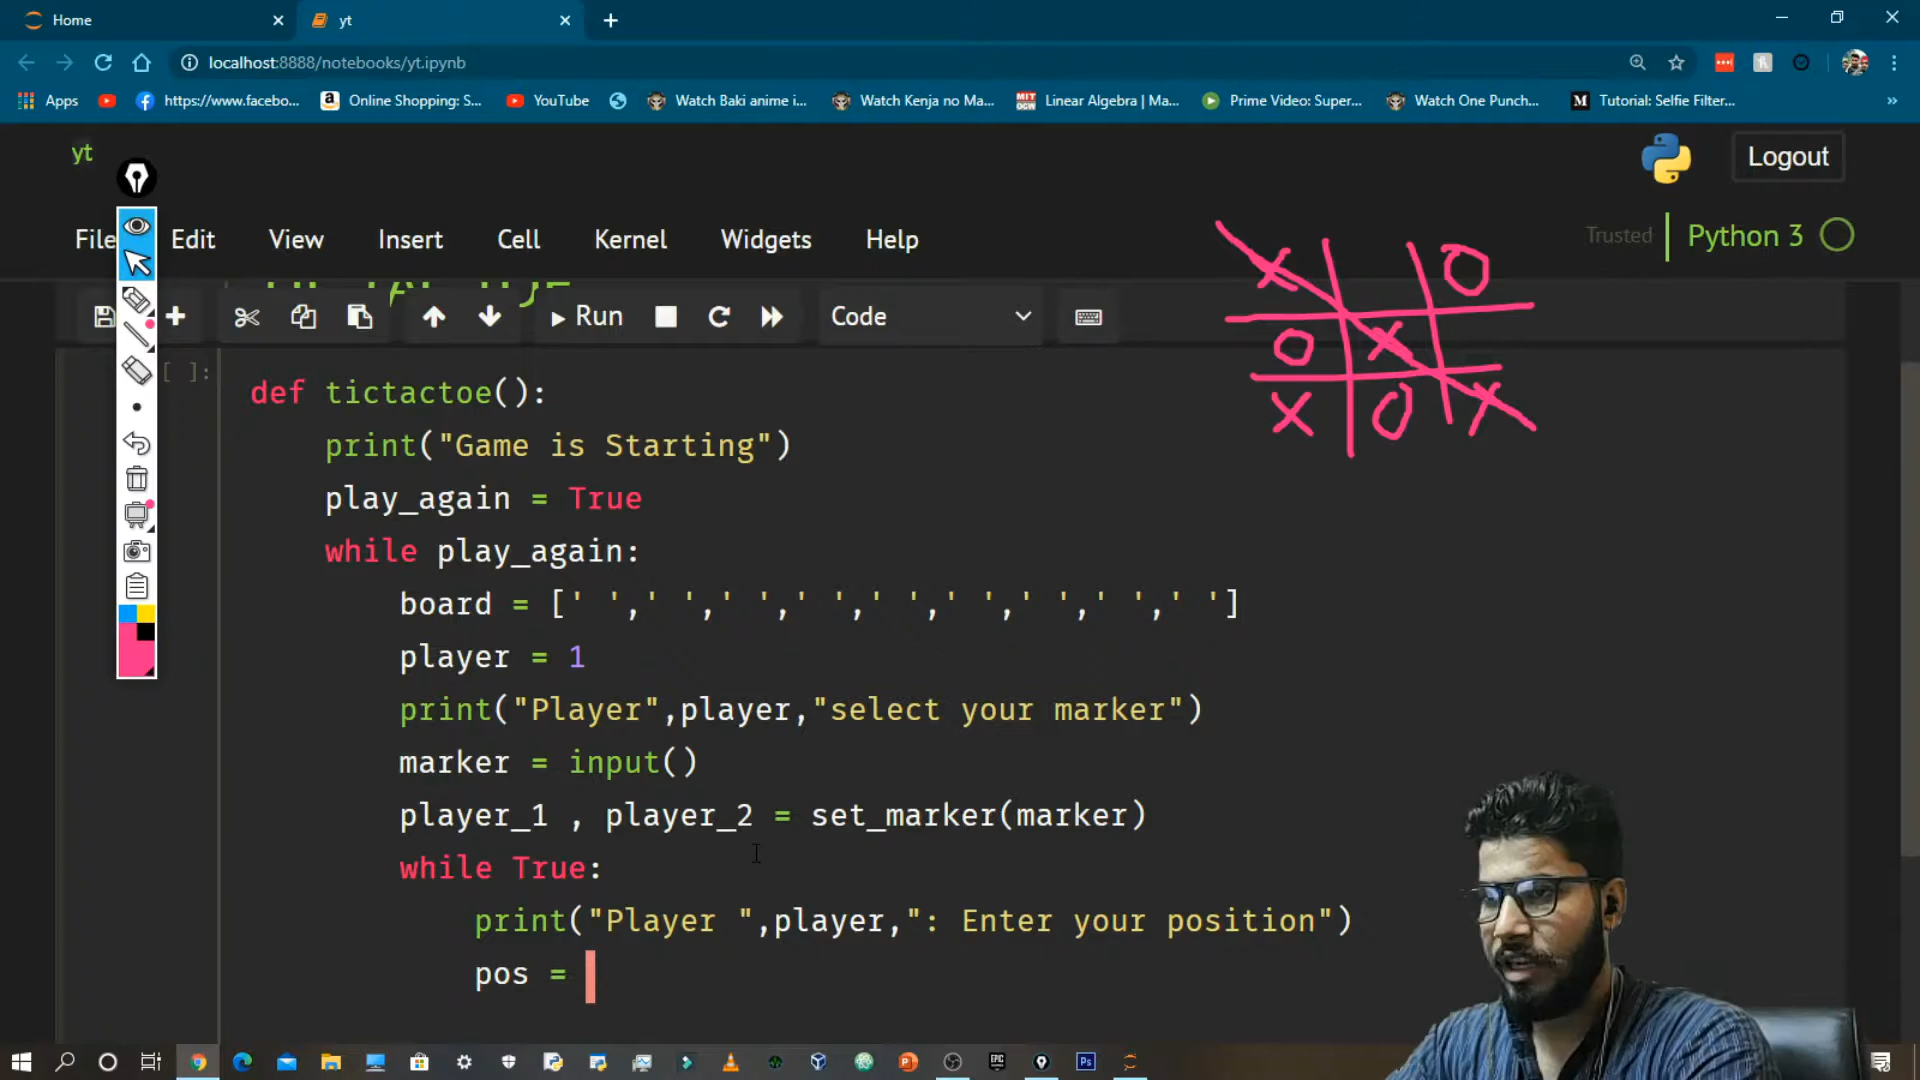 Home
yt
localhost:8888/notebooks/yt.ipynb
Apps
https://www.facebo...
Online Shopping: S...
YouTube
Watch Baki anime i...
Watch Kenja no Ma...
MIT OCW Linear Algebra | Ma...
Prime Video: Super...
Watch One Punch...
M Tutorial: Selfie Filter...
yt
Logout
File Edit View Insert Cell Kernel Widgets Help
Trusted
Python 3
Run
Code
X O
O X
X O X
[ ]:
def tictactoe():
print("Game is Starting")
play_again = True
while play_again:
board = [' ',' ',' ',' ',' ',' ',' ',' ',' ']
player = 1
print("Player",player,"select your marker")
marker = input()
player_1 , player_2 = set_marker(marker)
while True:
print("Player ",player,": Enter your position")
pos =
EPIC
Ps